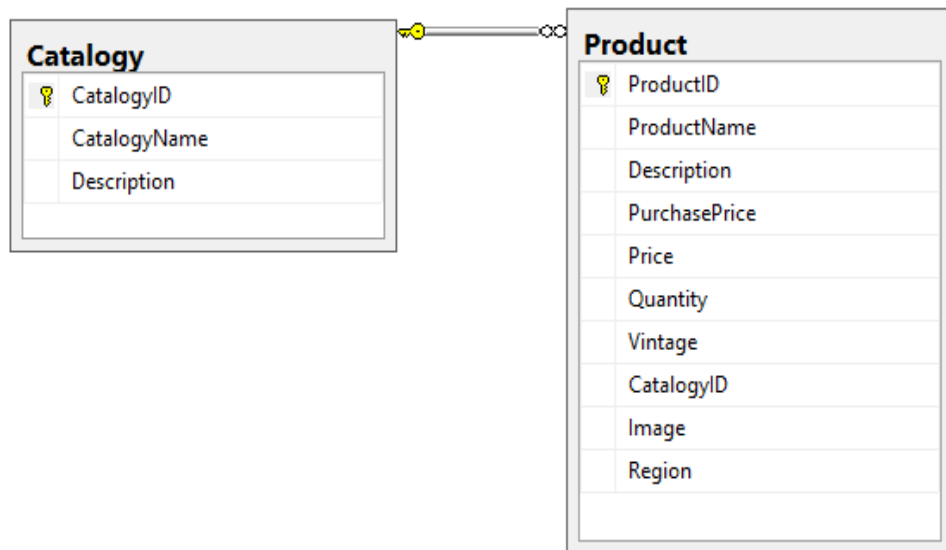 Catalogy
CatalogyID
CatalogyName
Description
Product
ProductID
ProductName
Description
PurchasePrice
Price
Quantity
Vintage
CatalogyID
Image
Region